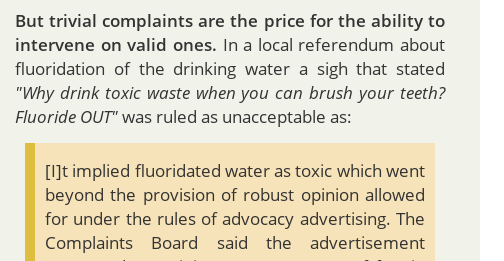 But trivial complaints are the price for the ability to
intervene on valid ones. In a local referendum about
fluoridation of the drinking water a sigh that stated
"Why drink toxic waste when you can brush your teeth?
Fluoride OUT" was ruled as unacceptable as:
[I]t implied fluoridated water as toxic which went
beyond the provision of robust opinion allowed
for under the rules of advocacy advertising. The
Complaints Board said the advertisement